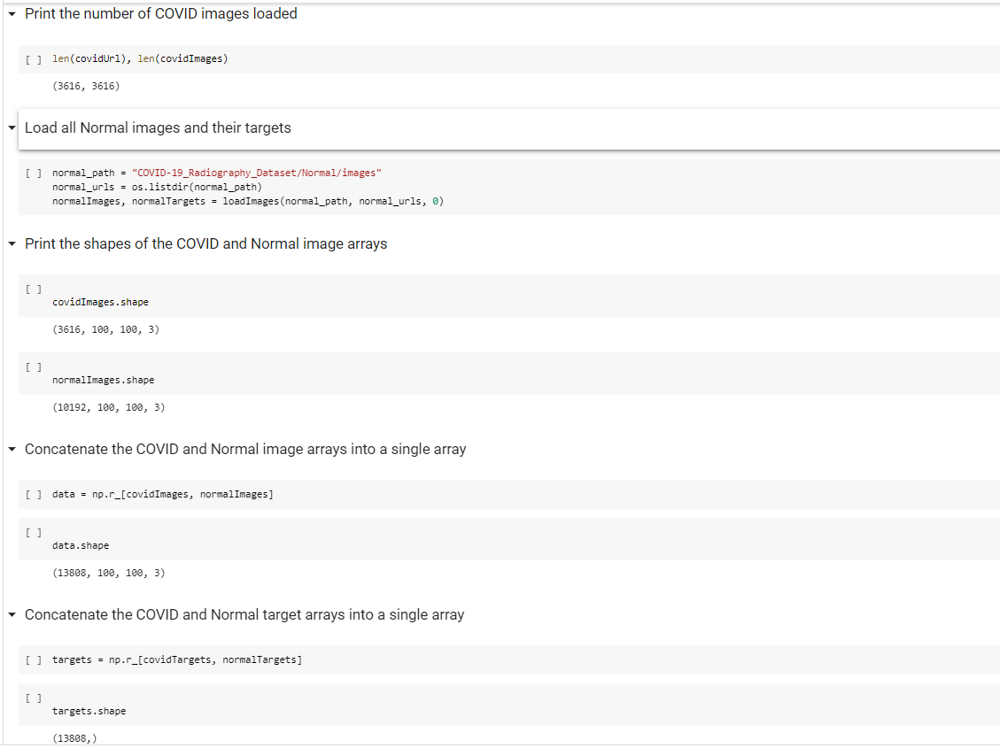 Print the number of COVID images loaded
[ ] len(covidUrl), len(covidImages)
(3616, 3616)
Load all Normal images and their targets
[ ] normal_path = "COVID-19_Radiography_Dataset/Normal/images"
normal_urls = os.listdir(normal_path)
normalImages, normalTargets = loadImages(normal_path, normal_urls, 0)
Print the shapes of the COVID and Normal image arrays
[ ]
covidImages.shape
(3616, 100, 100, 3)
[ ]
normalImages.shape
(10192, 100, 100, 3)
Concatenate the COVID and Normal image arrays into a single array
[ ] data = np.r_[covidImages, normalImages]
[ ]
data.shape
(13808, 100, 100, 3)
Concatenate the COVID and Normal target arrays into a single array
[ ] targets = np.r_[covidTargets, normalTargets]
[ ]
targets.shape
(13808,)